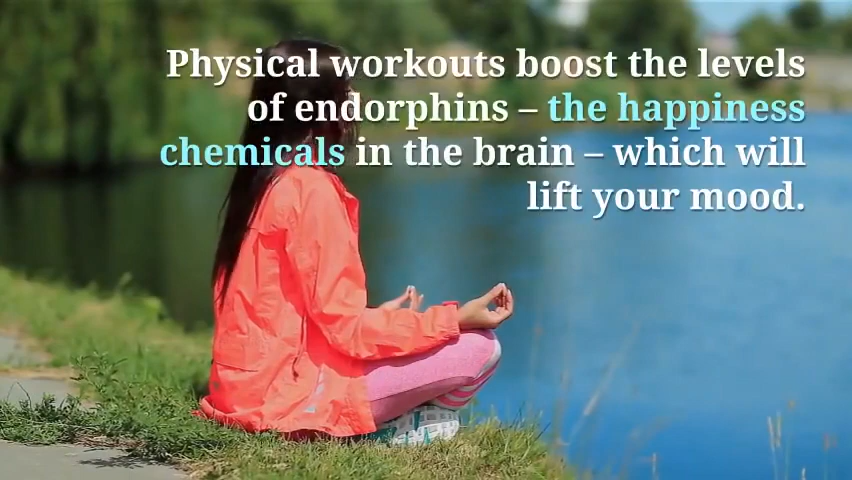 Physical workouts boost the levels
of endorphins – the happiness
chemicals in the brain – which will
lift your mood.